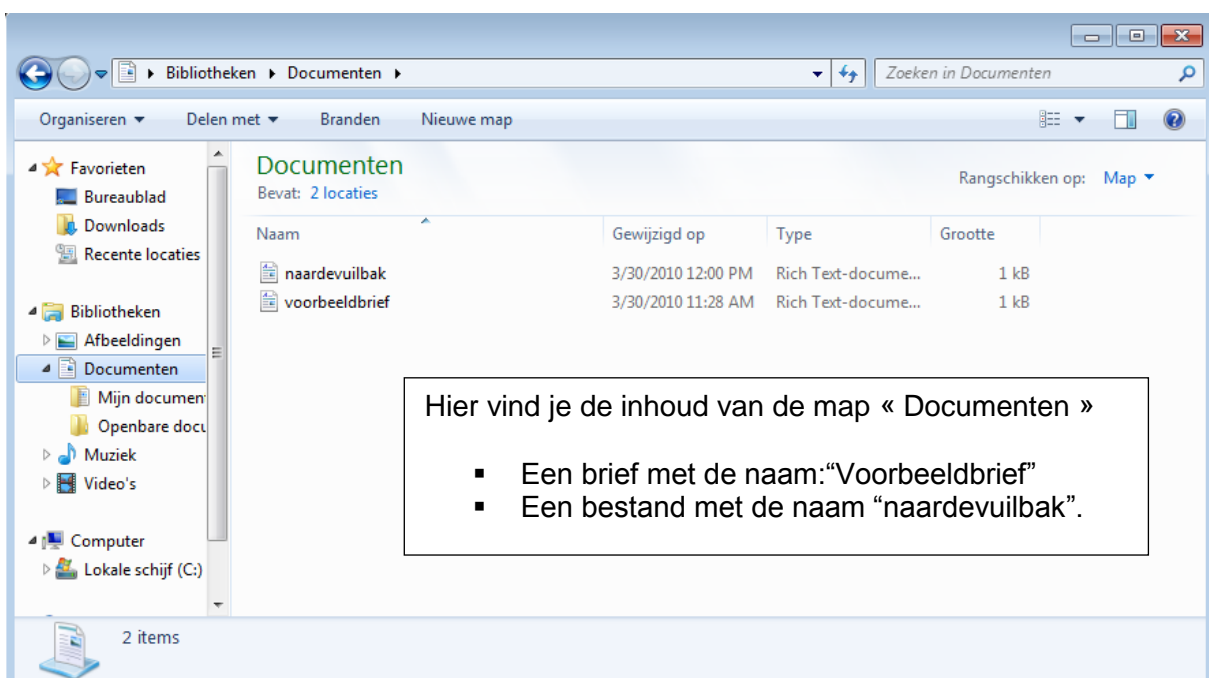 Bibliotheken Documenten Zoeken in Documenten
Organiseren Delen met Branden Nieuwe map
Favorieten
Bureaublad
Downloads
Recente locaties
Bibliotheken
Afbeeldingen
Documenten
Mijn documen
Openbare docu
Muziek
Video's
Computer
Lokale schijf (C:)
Documenten
Bevat: 2 locaties
Rangschikken op: Map
Naam Gewijzigd op Type Grootte
naardevuilbak 3/30/2010 12:00 PM Rich Text-docume... 1 kB
voorbeeldbrief 3/30/2010 11:28 AM Rich Text-docume... 1 kB
Hier vind je de inhoud van de map « Documenten »
▪ Een brief met de naam:“Voorbeeldbrief”
▪ Een bestand met de naam “naardevuilbak”.
2 items